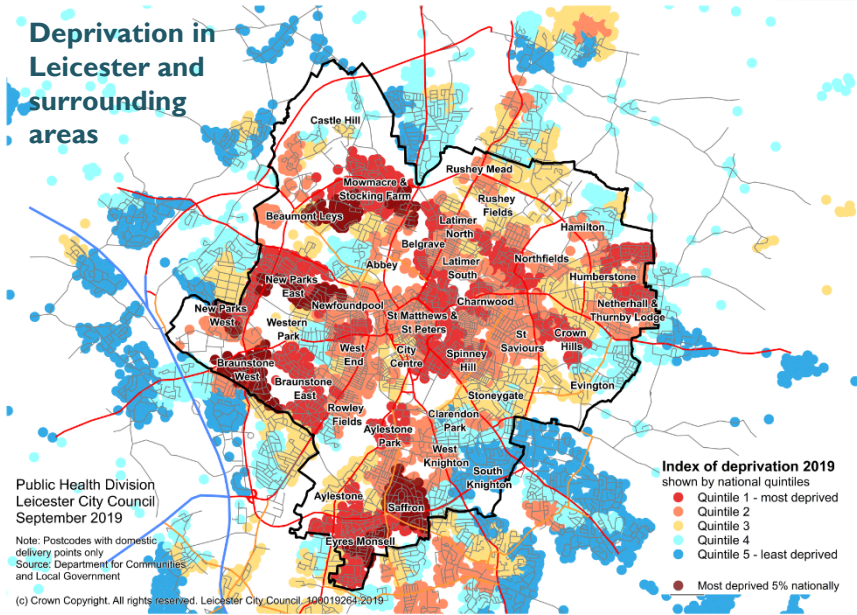 Deprivation in
Leicester and
surrounding
areas
Castle Hill
Rushey Mead
Mowmacre &
Stocking Farm
Rushey
Fields
Beaumont Leys
Latimer
North
Hamilton
Belgrave
Abbey
Latimer
South
Northfields
Humberstone
New Parks
East
Newfoundpool
Charnwood
Netherhall &
Thurnby Lodge
New Parks
West
Western
Park
St Matthews &
St Peters
St
Saviours
Crown
Hills
West
End
City
Centre
Spinney
Hill
Braunstone
West
Braunstone
East
Evington
Stoneygate
Rowley
Fields
Clarendon
Park
Aylestone
Park
West
Knighton
South
Knighton
Aylestone
Saffron
Eyres Monsell
Public Health Division
Leicester City Council
September 2019
Note: Postcodes with domestic
delivery points only
Source: Department for Communities
and Local Government
(c) Crown Copyright. All rights reserved. Leicester City Council. 100019264 2019
Index of deprivation 2019
shown by national quintiles
Quintile 1 - most deprived
Quintile 2
Quintile 3
Quintile 4
Quintile 5 - least deprived
Most deprived 5% nationally